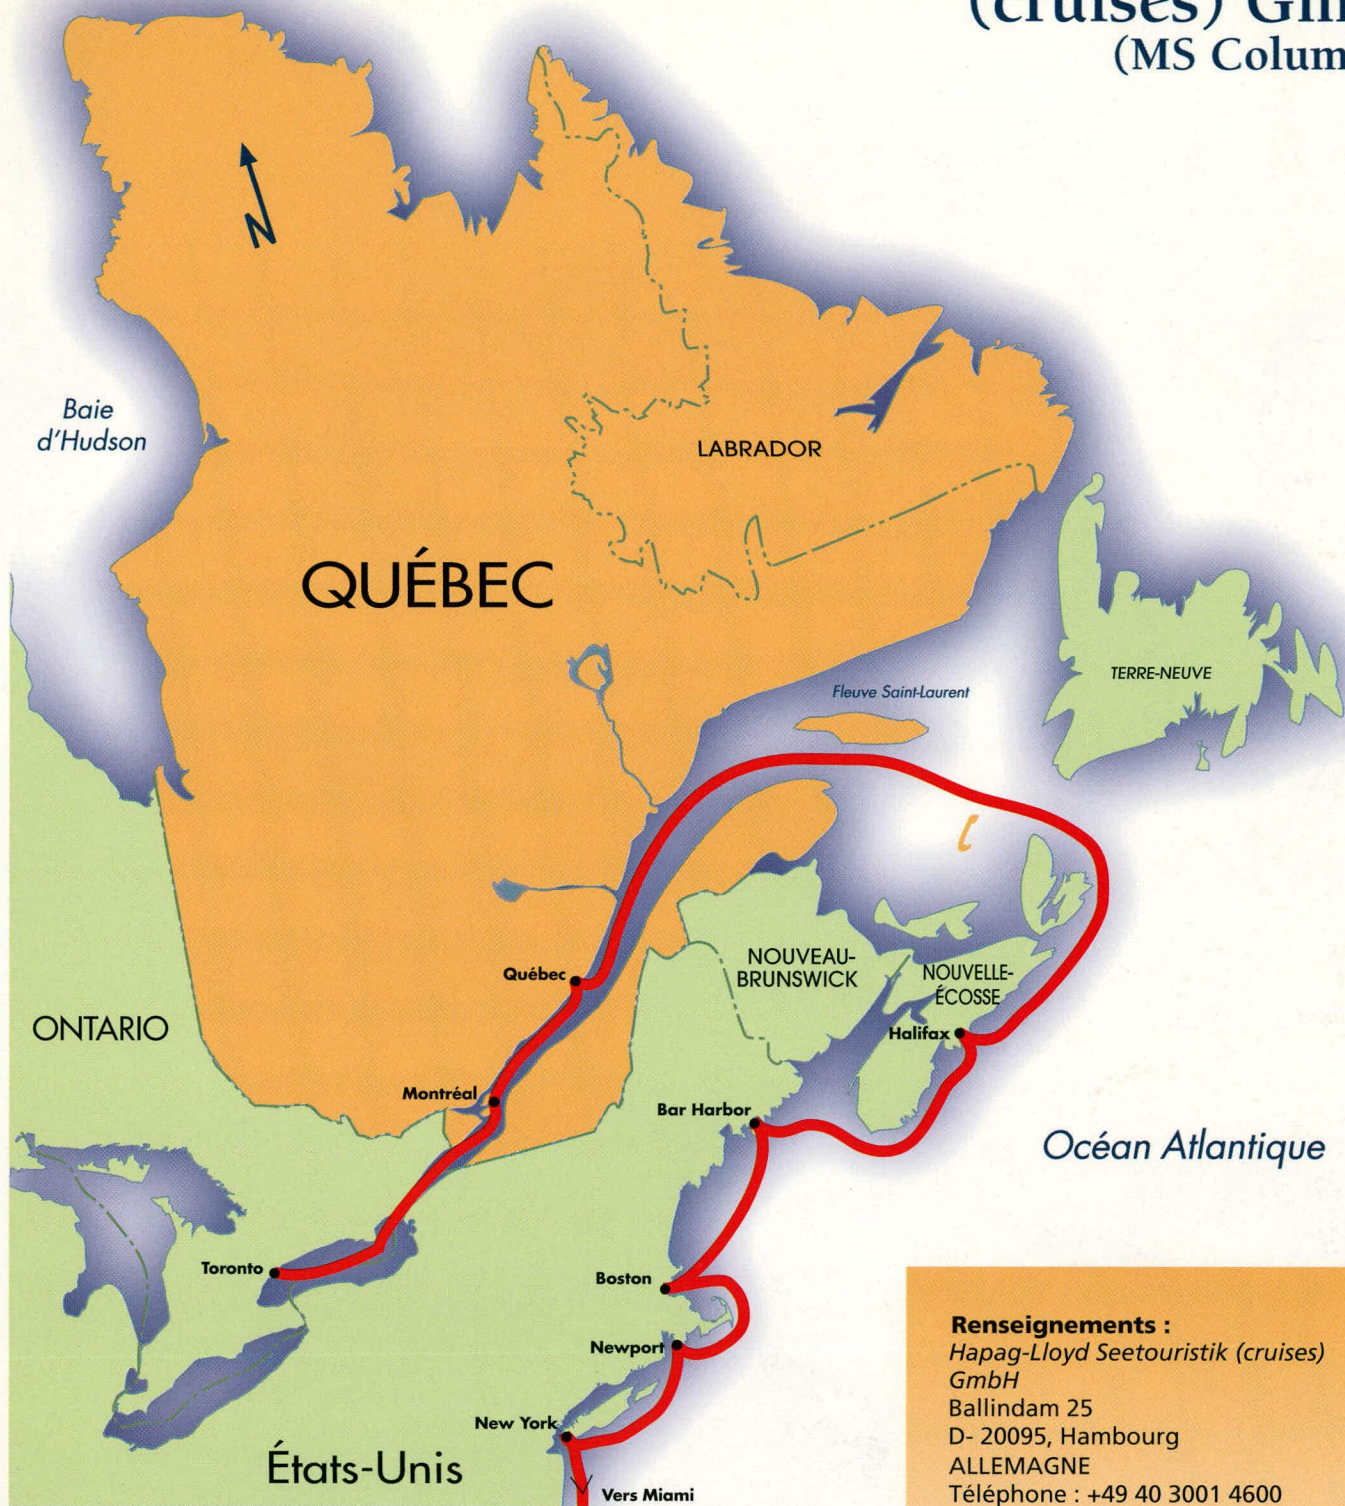 (cruises)
(MS
N
Baie
d'Hudson
LABRADOR
QUÉBEC
TERRE-NEUVE
Fleuve Saint-Laurent
Québec
NOUVEAU-
BRUNSWICK
NOUVELLE-
ÉCOSSE
ONTARIO
Halifax
Montréal
Bar Harbor
Océan Atlantique
Toronto
Boston
Newport
New York
États-Unis
Vers Miami
Renseignements :
Hapag-Lloyd Seetouristik (cruises)
GmbH
Ballindam 25
D- 20095, Hambourg
ALLEMAGNE
Téléphone : +49 40 3001 4600